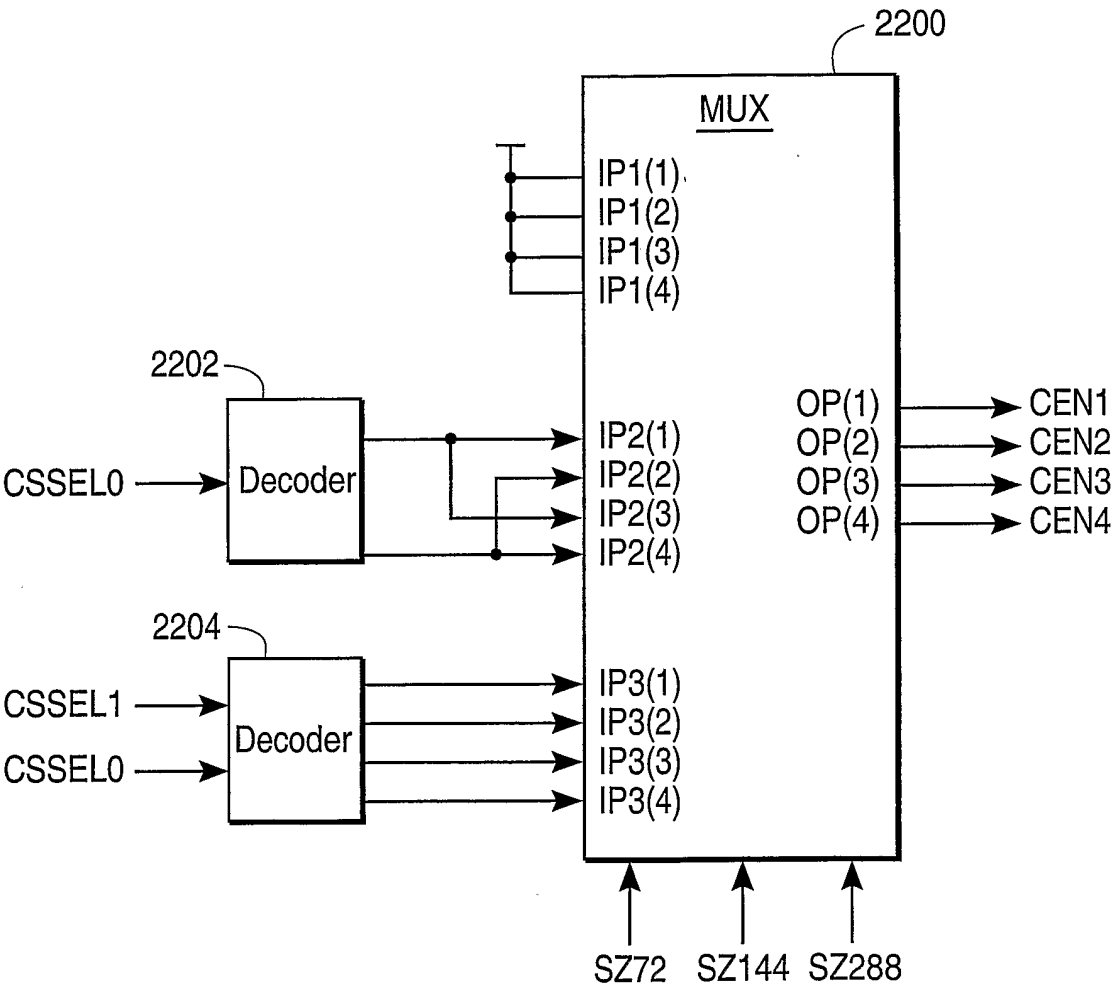 2200
MUX
IP1(1)
IP1(2)
IP1(3)
IP1(4)
2202
Decoder
CSSEL0
IP2(1)
IP2(2)
IP2(3)
IP2(4)
OP(1)
OP(2)
OP(3)
OP(4)
CEN1
CEN2
CEN3
CEN4
2204
CSSEL1
CSSEL0
Decoder
IP3(1)
IP3(2)
IP3(3)
IP3(4)
SZ72
SZ144
SZ288